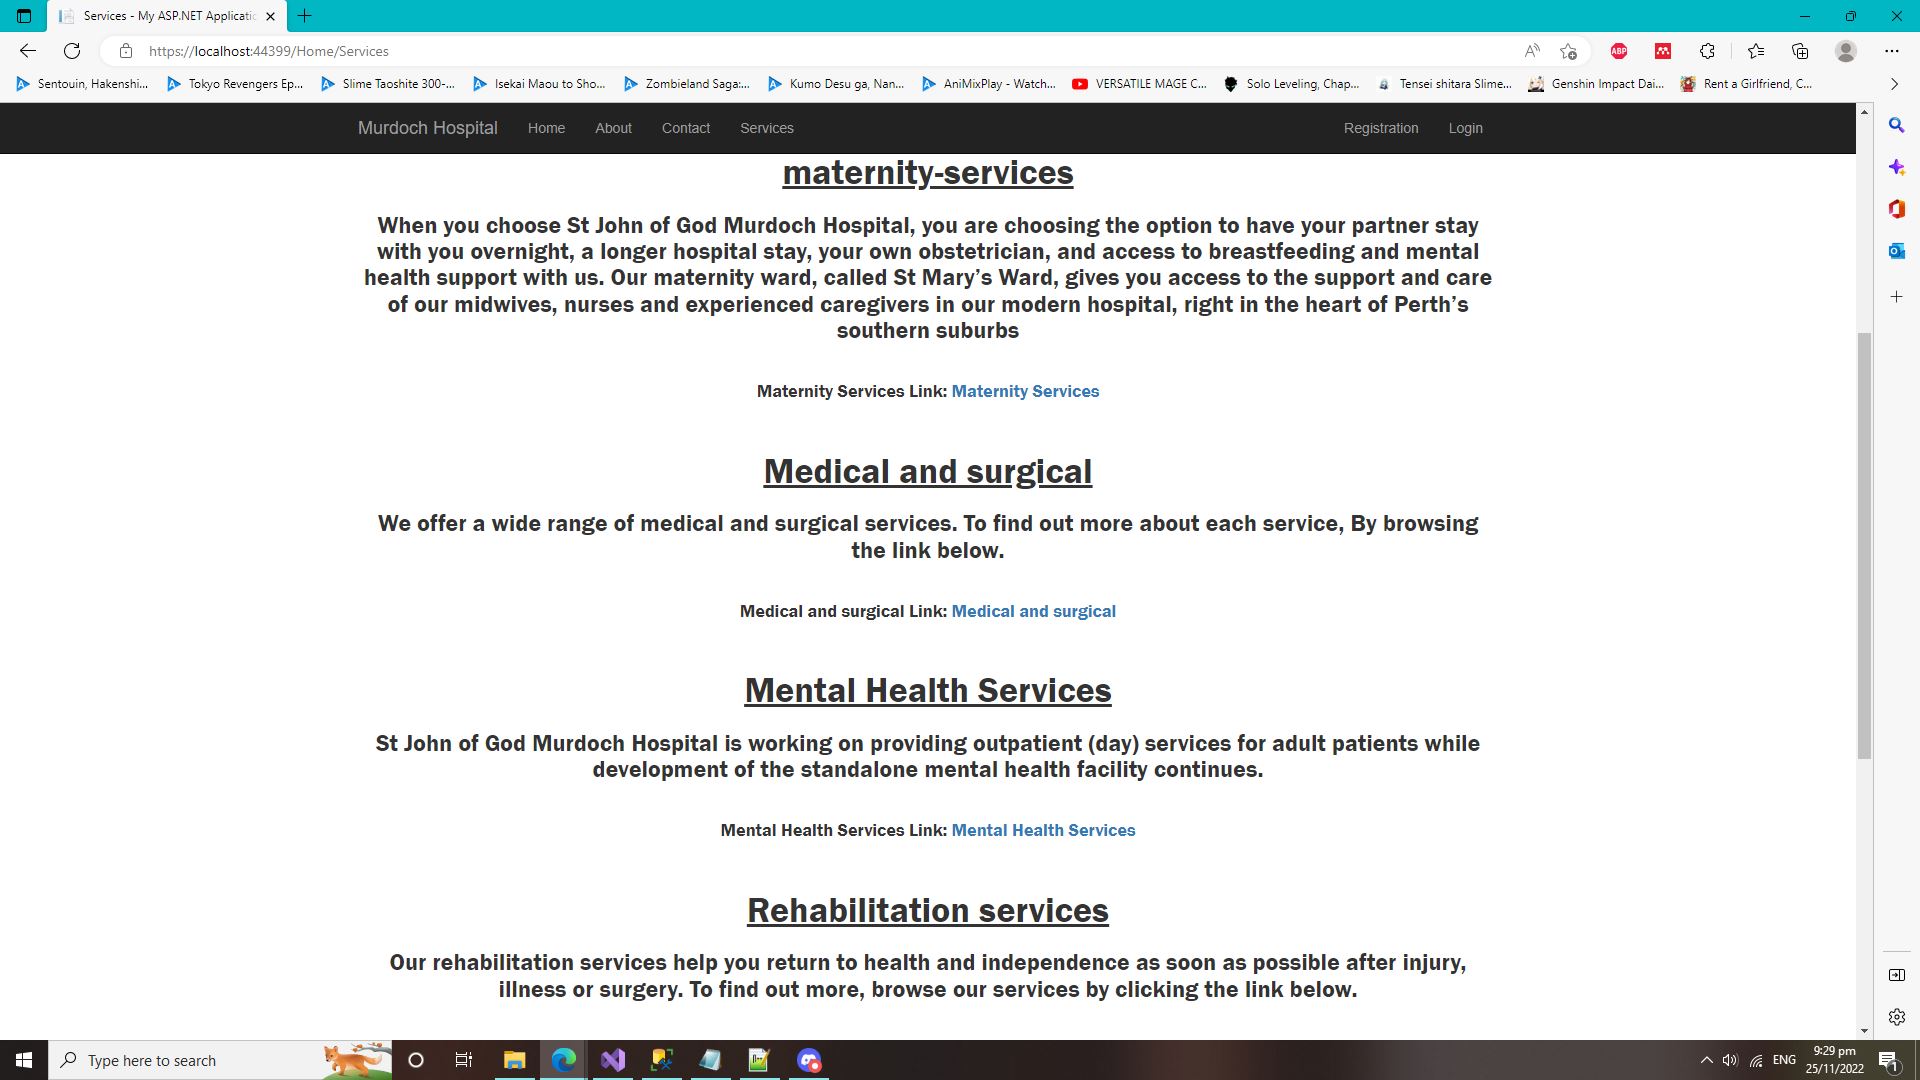 Services - My ASP.NET Applicatio
https://localhost:44399/Home/Services
Sentouin, Hakenshi...
Tokyo Revengers Ep...
Slime Taoshite 300-...
Isekai Maou to Sho...
Zombieland Saga:...
Kumo Desu ga, Nan...
AniMixPlay - Watch...
VERSATILE MAGE C...
Solo Leveling, Chap...
Tensei shitara Slime...
Genshin Impact Dai...
Rent a Girlfriend, C...
Murdoch Hospital
Home
About
Contact
Services
Registration
Login
maternity-services
When you choose St John of God Murdoch Hospital, you are choosing the option to have your partner stay
with you overnight, a longer hospital stay, your own obstetrician, and access to breastfeeding and mental
health support with us. Our maternity ward, called St Mary’s Ward, gives you access to the support and care
of our midwives, nurses and experienced caregivers in our modern hospital, right in the heart of Perth’s
southern suburbs
Maternity Services Link: Maternity Services
Medical and surgical
We offer a wide range of medical and surgical services. To find out more about each service, By browsing
the link below.
Medical and surgical Link: Medical and surgical
Mental Health Services
St John of God Murdoch Hospital is working on providing outpatient (day) services for adult patients while
development of the standalone mental health facility continues.
Mental Health Services Link: Mental Health Services
Rehabilitation services
Our rehabilitation services help you return to health and independence as soon as possible after injury,
illness or surgery. To find out more, browse our services by clicking the link below.
Type here to search
ENG
9:29 pm
25/11/2022
1
ABP